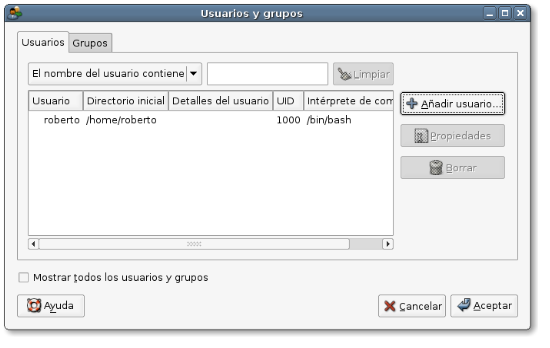 Usuarios y grupos
Usuarios Grupos
El nombre del usuario contiene Limpiar
Usuario Directorio inicial Detalles del usuario UID Intérprete de com
roberto /home/roberto 1000 /bin/bash
Añadir usuario...
Propiedades
Borrar
Mostrar todos los usuarios y grupos
Ayuda Cancelar Aceptar